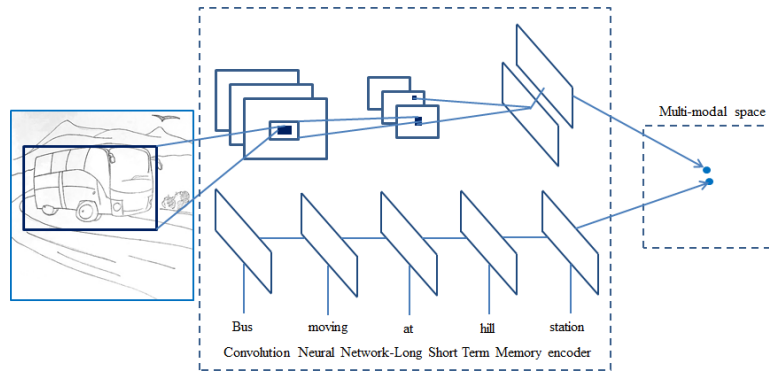 Multi-modal space
Bus moving at hill station
Convolution Neural Network-Long Short Term Memory encoder